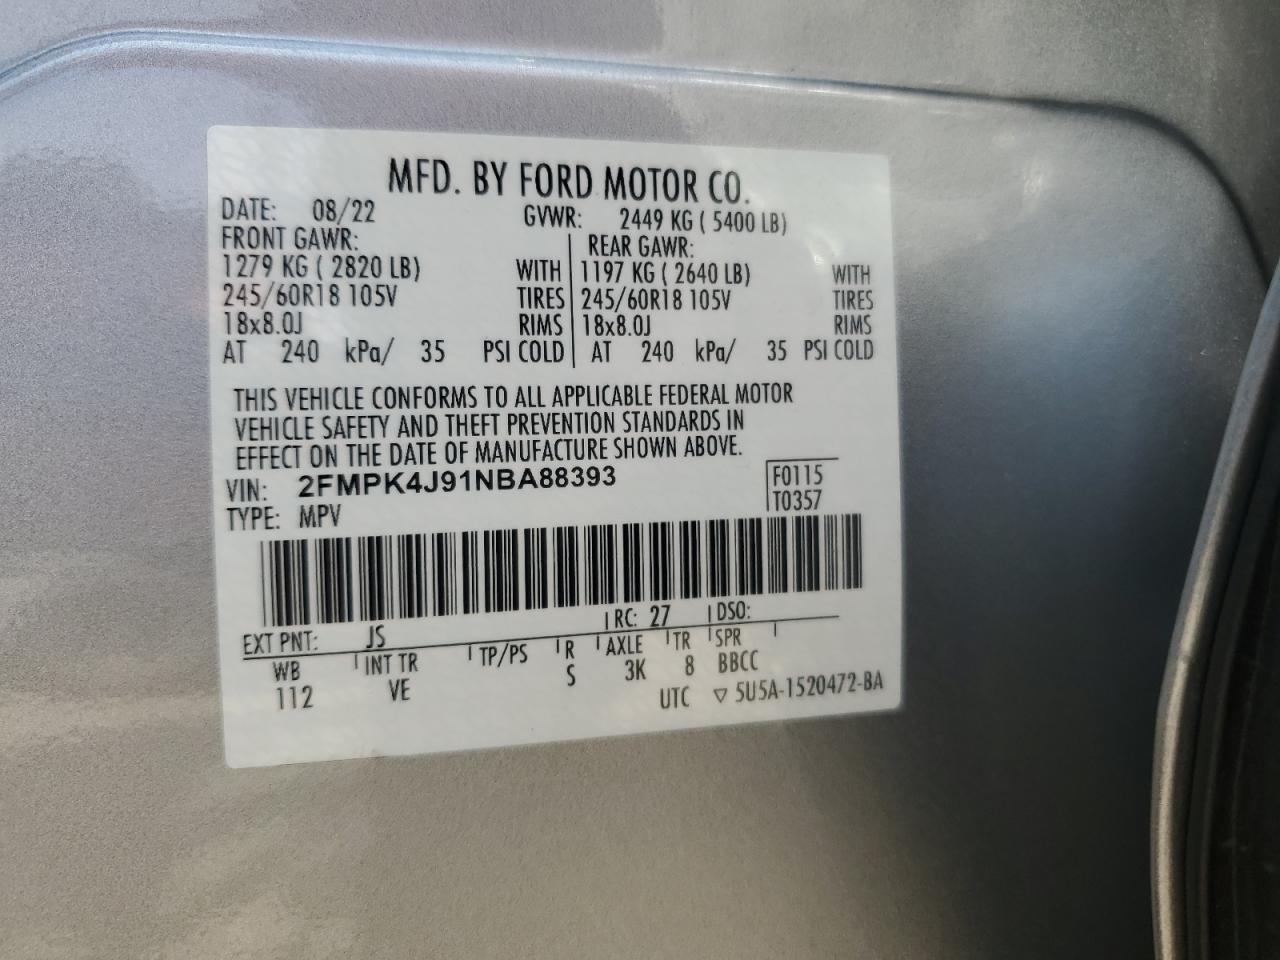 MFD. BY FORD MOTOR CO.
DATE: 08/22 GVWR: 2449 KG ( 5400 LB)
FRONT GAWR: REAR GAWR:
1279 KG ( 2820 LB) WITH 1197 KG ( 2640 LB) WITH
245/60R18 105V TIRES 245/60R18 105V TIRES
18x8.0J RIMS 18x8.0J RIMS
AT 240 kPa/ 35 PSI COLD AT 240 kPa/ 35 PSI COLD
THIS VEHICLE CONFORMS TO ALL APPLICABLE FEDERAL MOTOR
VEHICLE SAFETY AND THEFT PREVENTION STANDARDS IN
EFFECT ON THE DATE OF MANUFACTURE SHOWN ABOVE.
VIN: 2FMPK4J91NBA88393 F0115
TYPE: MPV T0357
EXT PNT: JS RC: 27 DSO:
WB INT TR TP/PS R AXLE TR SPR
112 VE S 3K 8 BBCC
UTC ▽ 5U5A-1520472-BA